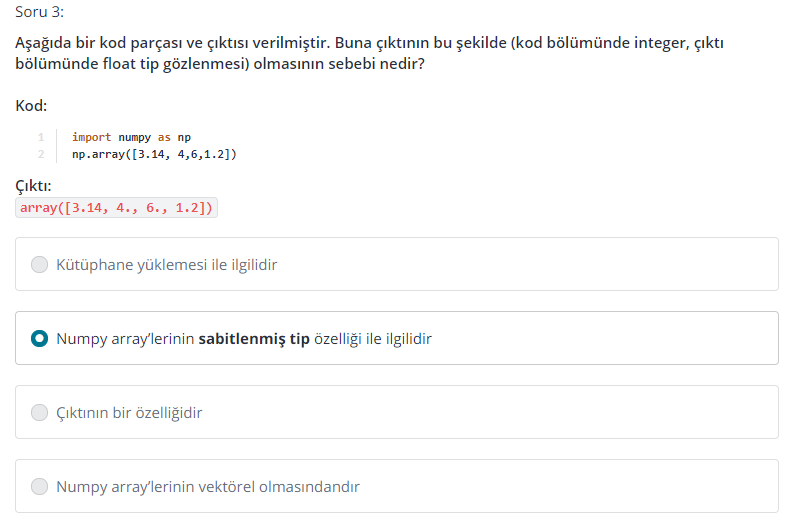 Soru 3:
Aşağıda bir kod parçası ve çıktısı verilmiştir. Buna çıktının bu şekilde (kod bölümünde integer, çıktı
bölümünde float tip gözlenmesi) olmasının sebebi nedir?
Kod:
1 import numpy as np
2 np.array([3.14, 4,6,1.2])
Çıktı:
array([3.14, 4., 6., 1.2])
Kütüphane yüklemesi ile ilgilidir
Numpy array’lerinin sabitlenmiş tip özelliği ile ilgilidir
Çıktının bir özelliğidir
Numpy array’lerinin vektörel olmasındandır